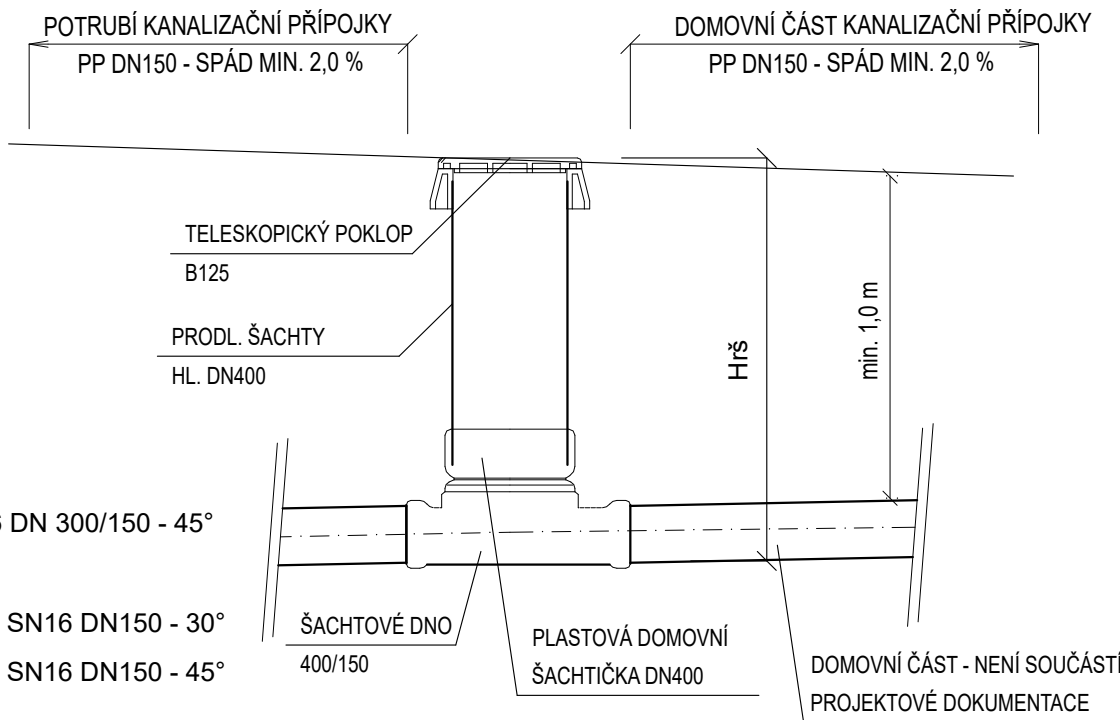 POTRUBÍ KANALIZAČNÍ PŘÍPOJKY
PP DN150 - SPÁD MIN. 2,0 %
DOMOVNÍ ČÁST KANALIZAČNÍ PŘÍPOJKY
PP DN150 - SPÁD MIN. 2,0 %
TELESKOPICKÝ POKLOP
B125
PRODL. ŠACHTY
HL. DN400
Hrš
min. 1,0 m
DN 300/150 - 45°
SN16 DN150 - 30°
SN16 DN150 - 45°
ŠACHTOVÉ DNO
400/150
PLASTOVÁ DOMOVNÍ
ŠACHTIČKA DN400
DOMOVNÍ ČÁST - NENÍ SOUČÁSTÍ
PROJEKTOVÉ DOKUMENTACE